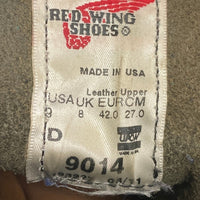 RED WING
SHOES®
MADE IN USA
Leather Upper
USA UK EUR CM
9 8 42.0 27.0
D
9014